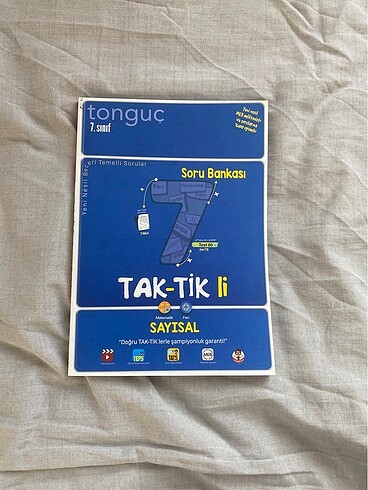 tonguç
7. sınıf
Yeni Nesil Beceri Temelli Sorular
Soru Bankası
7
TAK-TİK li
Matematik
Fen
SAYISAL
"Doğru TAK-TİK lerle şampiyonluk garanti!"